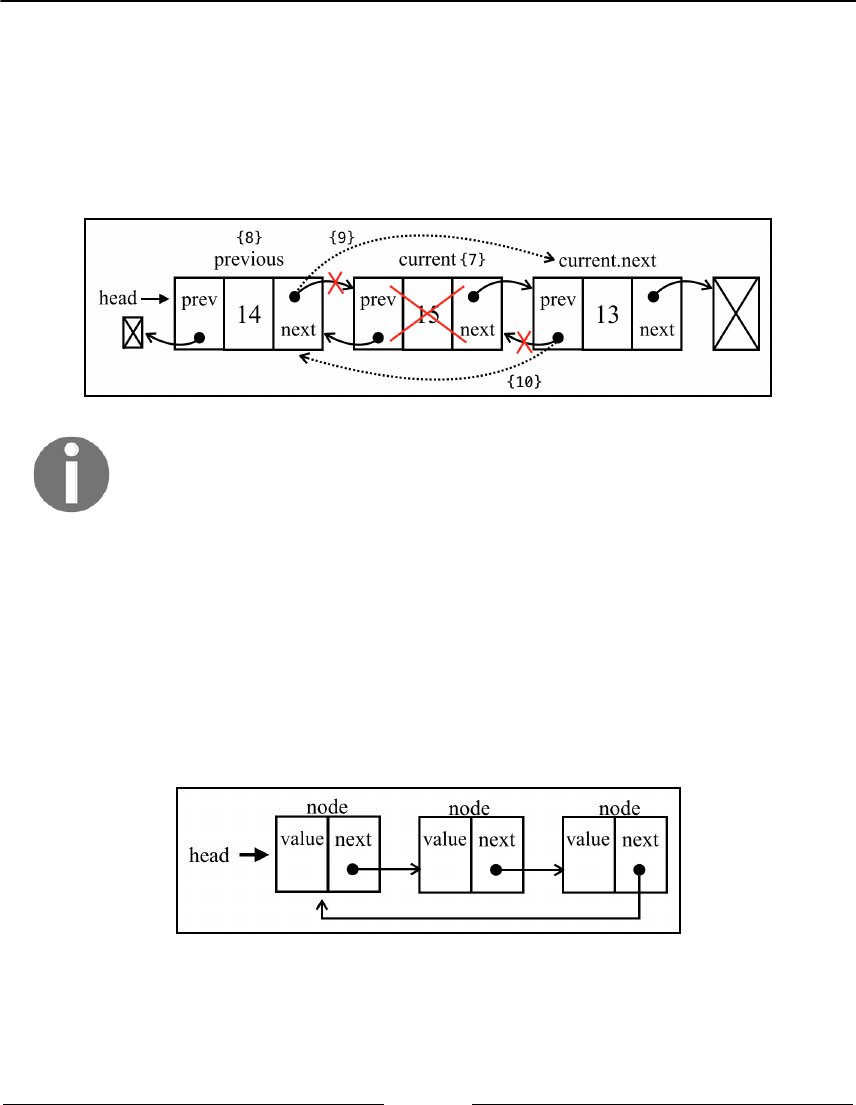 {8} {9}
previous current {7} current.next
head prev 14 next prev 15 next prev 13 next
{10}
i
node node node
head value next value next value next